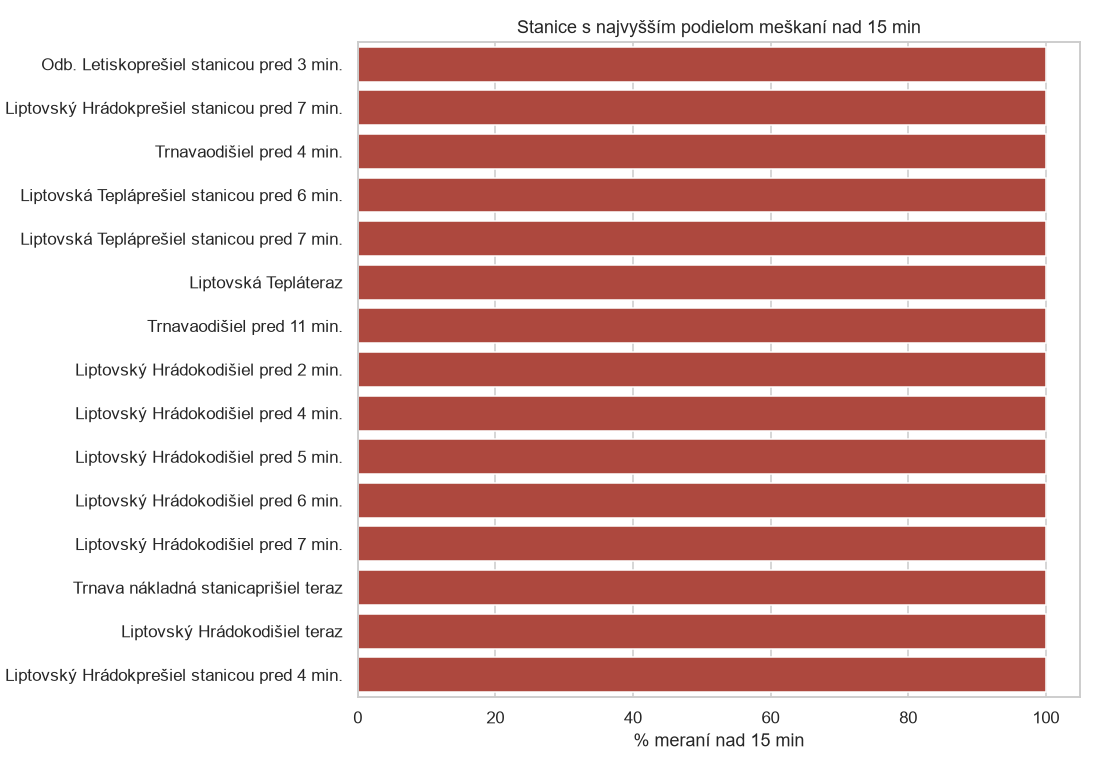 Stanice s najvyšším podielom meškaní nad 15 min
Odb. Letiskoprešiel stanicou pred 3 min.
Liptovský Hrádokprešiel stanicou pred 7 min.
Trnavaodišiel pred 4 min.
Liptovská Tepláprešiel stanicou pred 6 min.
Liptovská Tepláprešiel stanicou pred 7 min.
Liptovská Tepláteraz
Trnavaodišiel pred 11 min.
Liptovský Hrádokodišiel pred 2 min.
Liptovský Hrádokodišiel pred 4 min.
Liptovský Hrádokodišiel pred 5 min.
Liptovský Hrádokodišiel pred 6 min.
Liptovský Hrádokodišiel pred 7 min.
Trnava nákladná stanicaprišiel teraz
Liptovský Hrádokodišiel teraz
Liptovský Hrádokprešiel stanicou pred 4 min.
0 20 40 60 80 100
% meraní nad 15 min